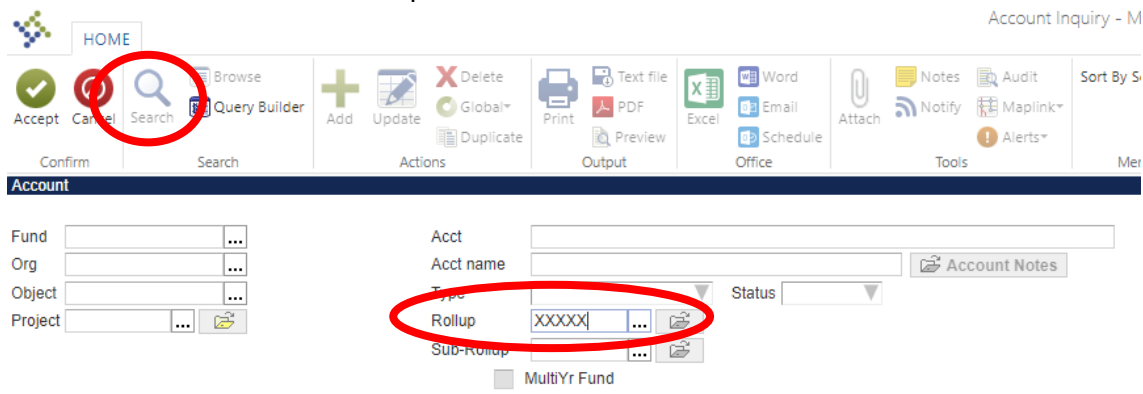 Account Inquiry - M
HOME
Browse
Delete
Text file
Word
Notes
Audit
Sort By S
Query Builder
Global
PDF
Email
Notify
Maplink
Accept
Cancel
Search
Add
Update
Duplicate
Print
Preview
Excel
Schedule
Attach
Alerts
Confirm
Search
Actions
Output
Office
Tools
Account
Fund ...
Acct
Org ...
Acct name
Account Notes
Object ...
Type
Status
Project ...
Rollup XXXXX ...
Sub-Rollup ...
MultiYr Fund